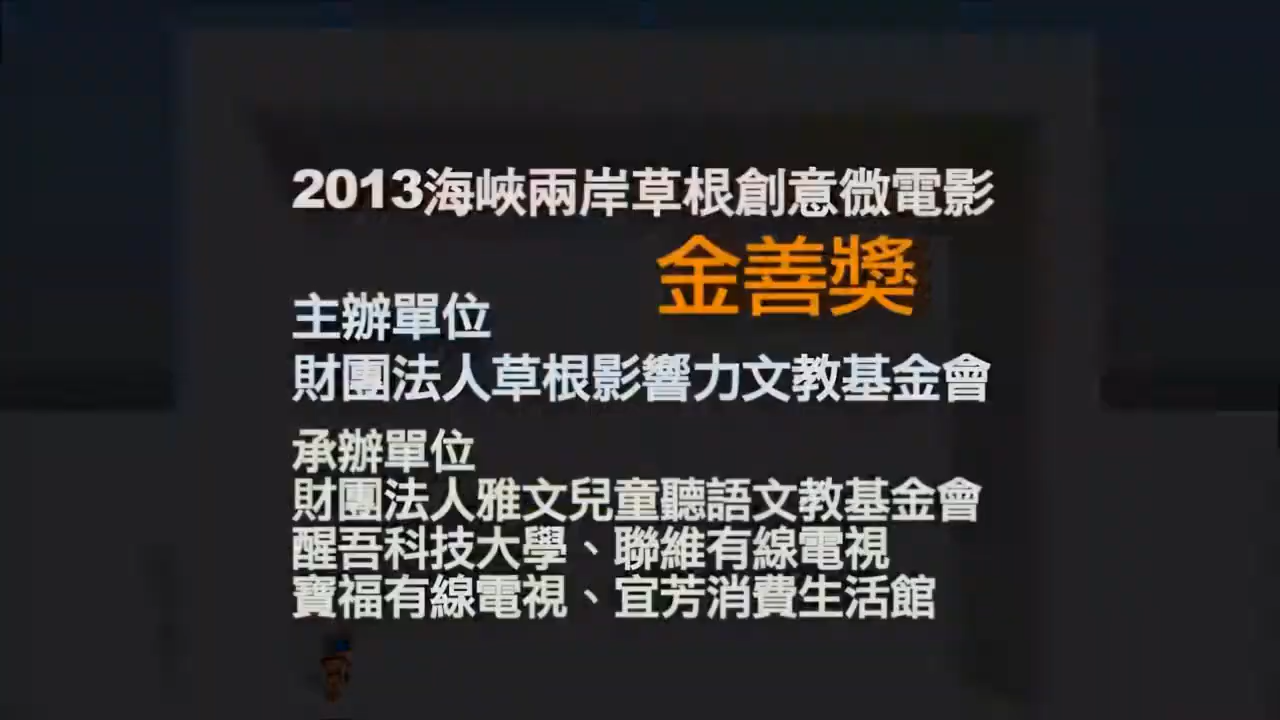 2013海峽兩岸草根創意微電影
金善獎
主辦單位
財團法人草根影響力文教基金會
承辦單位
財團法人雅文兒童聽語文教基金會
醒吾科技大學、聯維有線電視
寶福有線電視、宜芳消費生活館